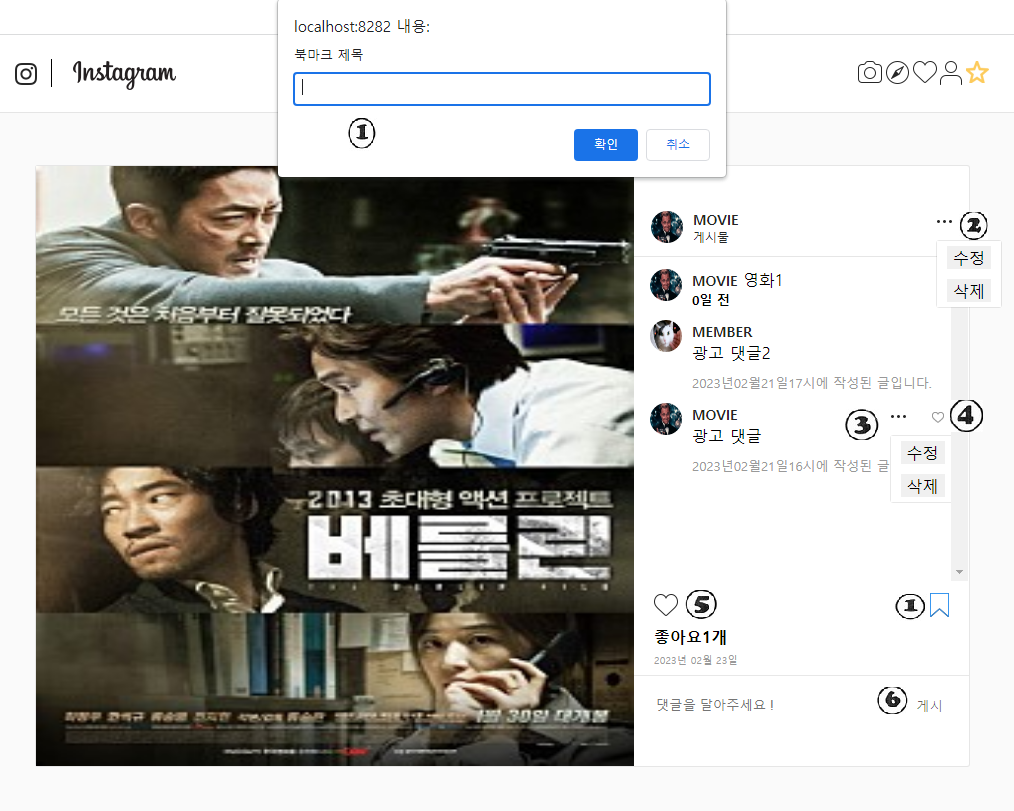 localhost:8282 내용:
북마크 제목
①
확인 취소
Instagram
모든 것은 처음부터 잘못되었다
2013 초대형 액션 프로젝트
베를린
1월 30일 대개봉
MOVIE
게시물
··· ②
수정
삭제
MOVIE 영화1
0일 전
MEMBER
광고 댓글2
2023년02월21일17시에 작성된 글입니다.
MOVIE
광고 댓글
③ ··· ④
2023년02월21일16시에 작성된 글
수정
삭제
⑤ ①
좋아요1개
2023년 02월 23일
댓글을 달아주세요 ! ⑥ 게시